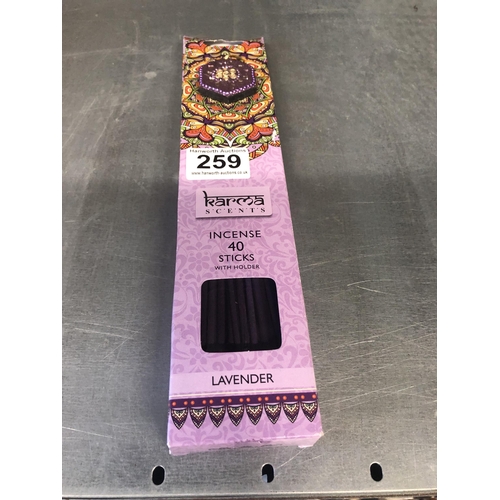 Hanworth Auctions
259
www.hanworth-auctions.co.uk
Karma
SCENTS
INCENSE
40
STICKS
WITH HOLDER
LAVENDER